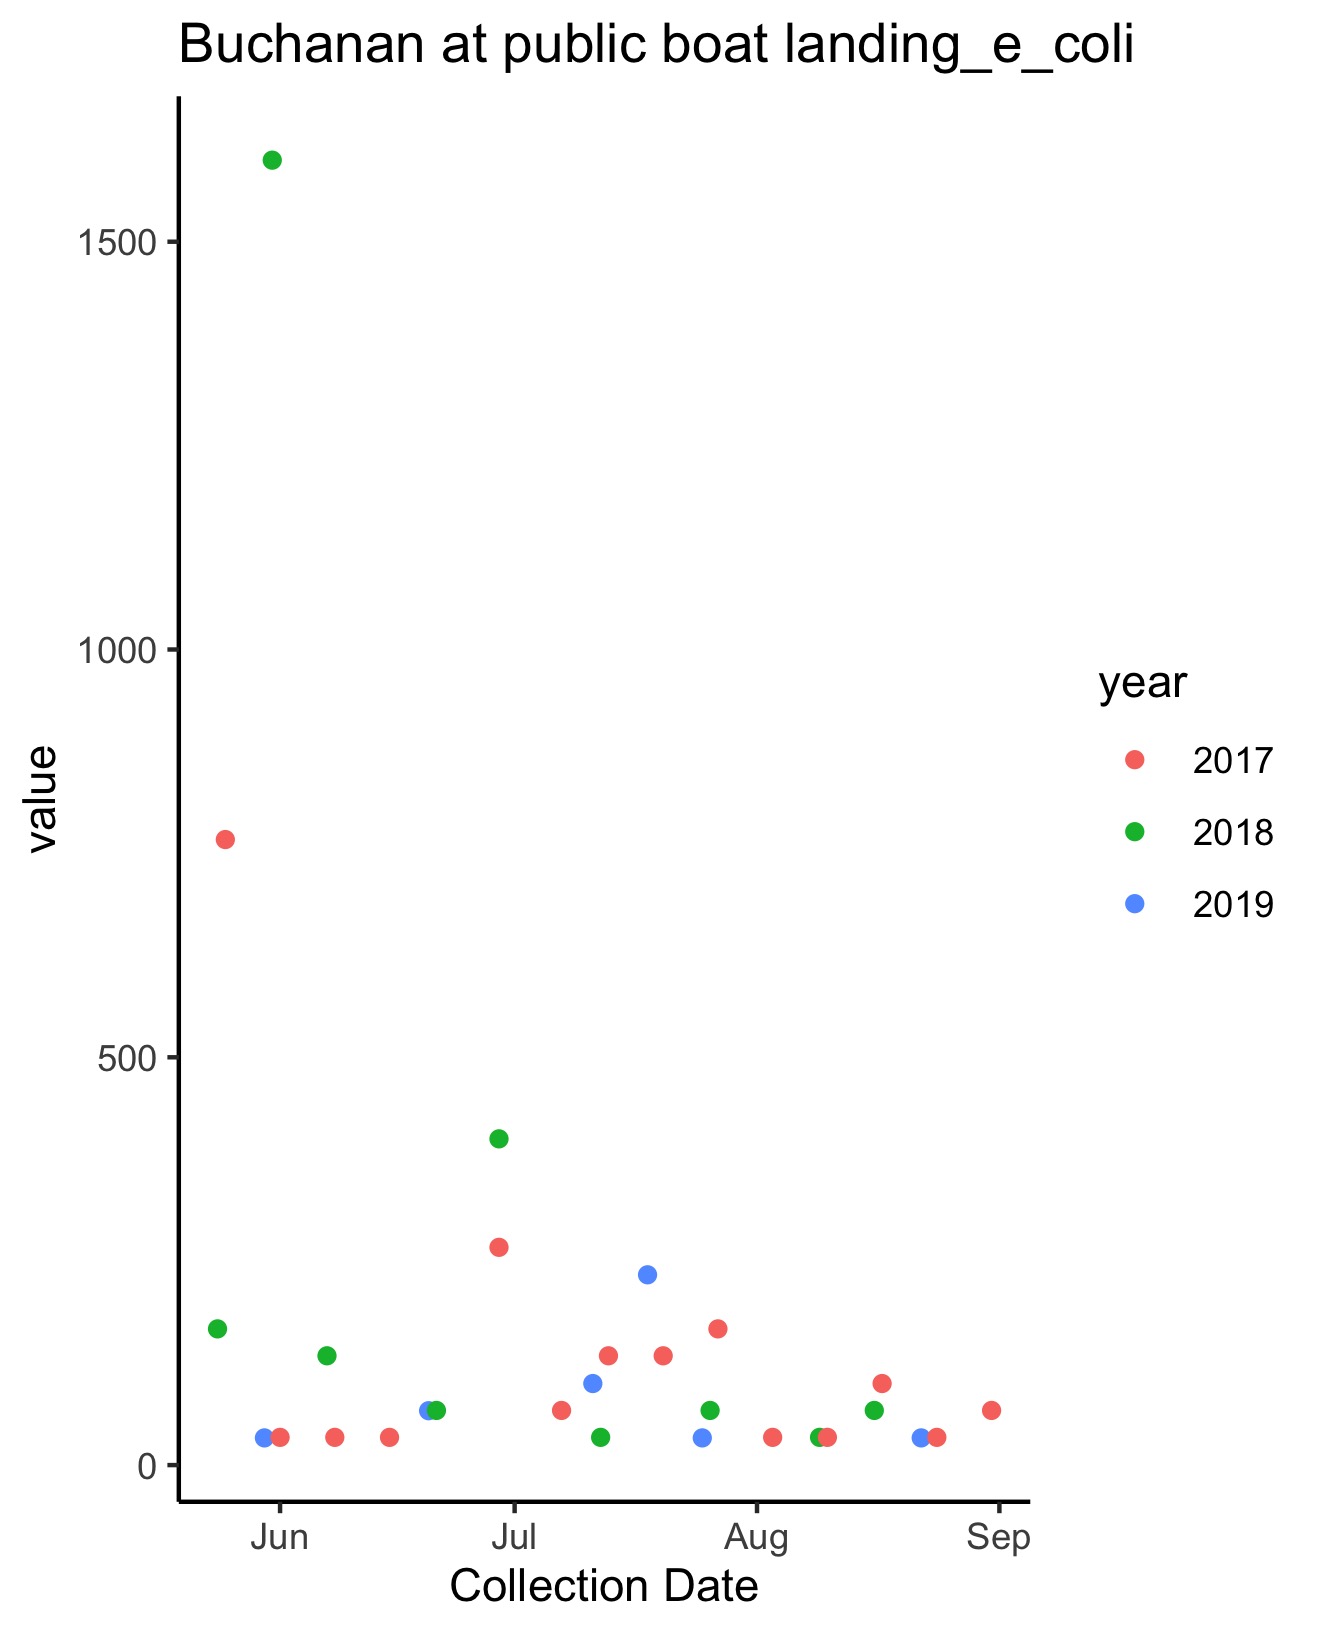 Buchanan at public boat landing_e_coli
1500
1000
500
0
value
Jun Jul Aug Sep
Collection Date
year
2017
2018
2019